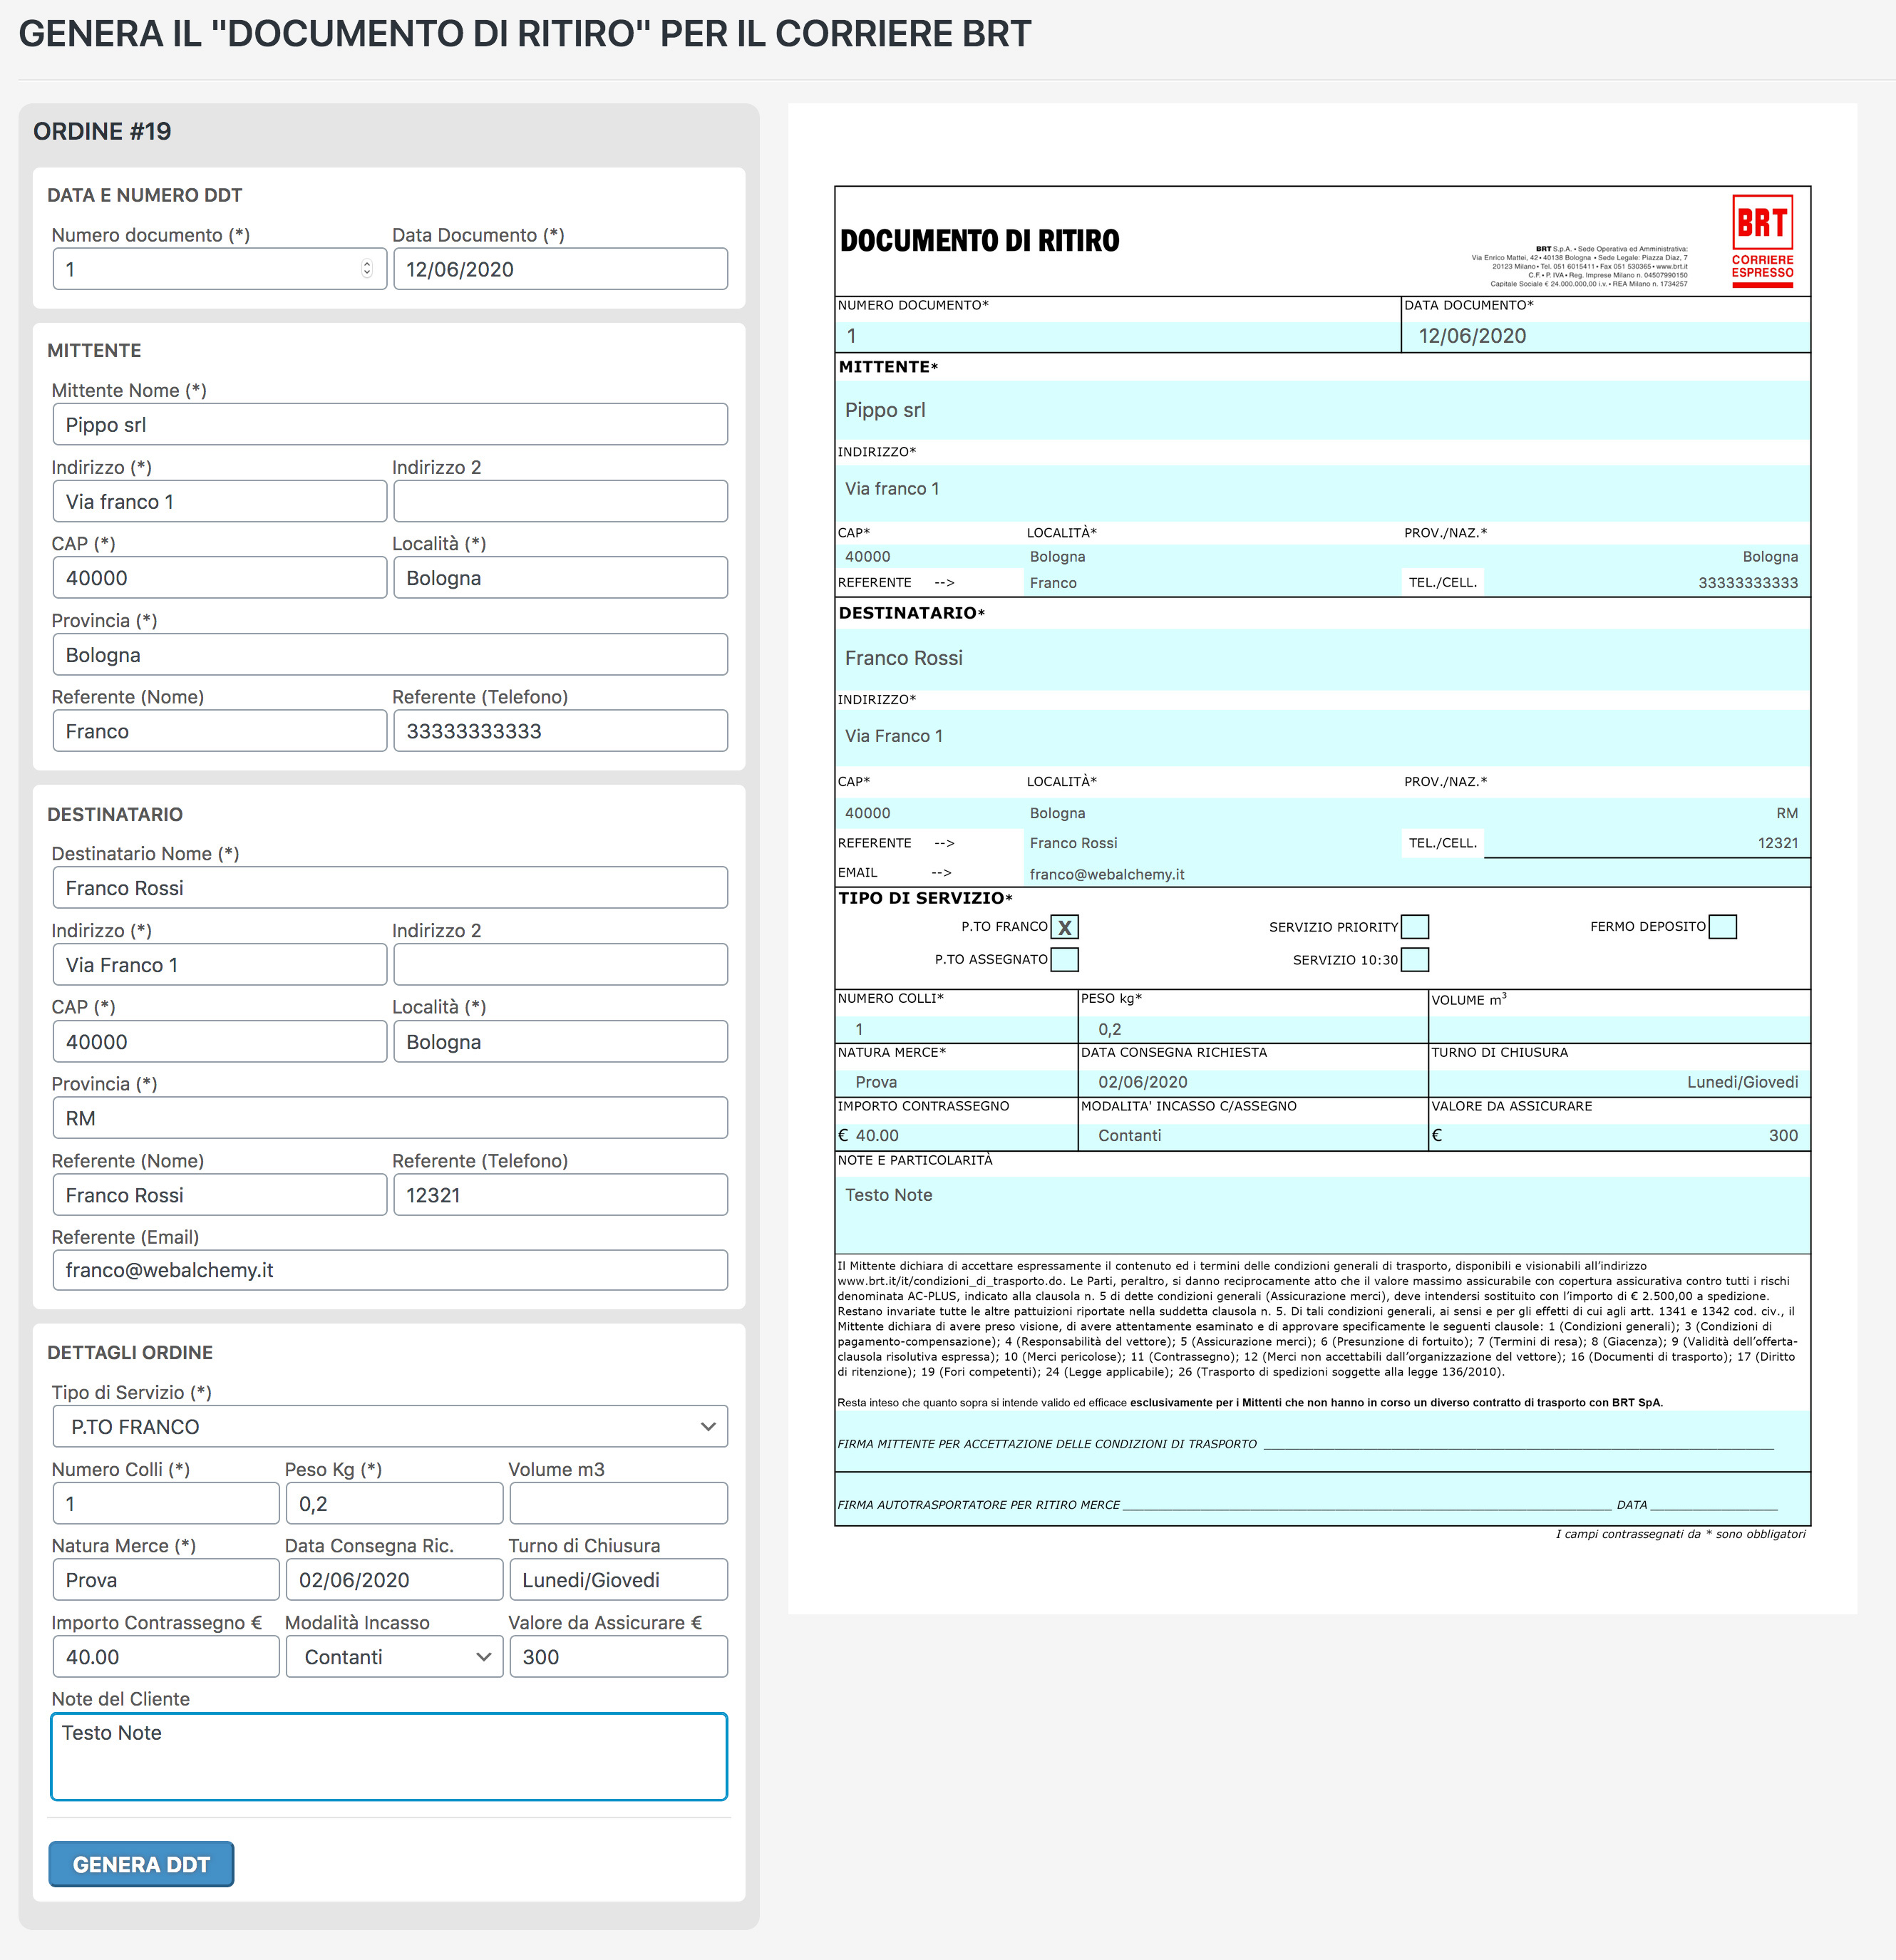 GENERA IL "DOCUMENTO DI RITIRO" PER IL CORRIERE BRT
ORDINE #19
DATA E NUMERO DDT
Numero documento (*) Data Documento (*)
1 12/06/2020
MITTENTE
Mittente Nome (*)
Pippo srl
Indirizzo (*) Indirizzo 2
Via franco 1
CAP (*) Località (*)
40000 Bologna
Provincia (*)
Bologna
Referente (Nome) Referente (Telefono)
Franco 33333333333
DESTINATARIO
Destinatario Nome (*)
Franco Rossi
Indirizzo (*) Indirizzo 2
Via Franco 1
CAP (*) Località (*)
40000 Bologna
Provincia (*)
RM
Referente (Nome) Referente (Telefono)
Franco Rossi 12321
Referente (Email)
franco@webalchemy.it
DETTAGLI ORDINE
Tipo di Servizio (*)
P.TO FRANCO
Numero Colli (*) Peso Kg (*) Volume m3
1 0,2
Natura Merce (*) Data Consegna Ric. Turno di Chiusura
Prova 02/06/2020 Lunedi/Giovedi
Importo Contrassegno € Modalità Incasso Valore da Assicurare €
40.00 Contanti 300
Note del Cliente
Testo Note
GENERA DDT
DOCUMENTO DI RITIRO
BRT S.p.A. • Sede Operativa ed Amministrativa:
Via Enrico Mattei, 42 • 40138 Bologna • Sede Legale: Piazza Diaz, 7
20123 Milano • Tel. 051 6015411 • Fax 051 530365 • www.brt.it
C.F. • P. IVA • Reg. Imprese Milano n. 04507990150
Capitale Sociale € 24.000.000,00 i.v. • REA Milano n. 1734257
BRT
CORRIERE
ESPRESSO
NUMERO DOCUMENTO* DATA DOCUMENTO*
1 12/06/2020
MITTENTE*
Pippo srl
INDIRIZZO*
Via franco 1
CAP* LOCALITÀ* PROV./NAZ.*
40000 Bologna Bologna
REFERENTE --> Franco TEL./CELL. 33333333333
DESTINATARIO*
Franco Rossi
INDIRIZZO*
Via Franco 1
CAP* LOCALITÀ* PROV./NAZ.*
40000 Bologna RM
REFERENTE --> Franco Rossi TEL./CELL. 12321
EMAIL --> franco@webalchemy.it
TIPO DI SERVIZIO*
P.TO FRANCO X SERVIZIO PRIORITY FERMO DEPOSITO
P.TO ASSEGNATO SERVIZIO 10:30
NUMERO COLLI* PESO kg* VOLUME m³
1 0,2
NATURA MERCE* DATA CONSEGNA RICHIESTA TURNO DI CHIUSURA
Prova 02/06/2020 Lunedi/Giovedi
IMPORTO CONTRASSEGNO MODALITA' INCASSO C/ASSEGNO VALORE DA ASSICURARE
€ 40.00 Contanti € 300
NOTE E PARTICOLARITÀ
Testo Note
Il Mittente dichiara di accettare espressamente il contenuto ed i termini delle condizioni generali di trasporto, disponibili e visionabili all’indirizzo
www.brt.it/it/condizioni_di_trasporto.do. Le Parti, peraltro, si danno reciprocamente atto che il valore massimo assicurabile con copertura assicurativa contro tutti i rischi
denominata AC-PLUS, indicato alla clausola n. 5 di dette condizioni generali (Assicurazione merci), deve intendersi sostituito con l’importo di € 2.500,00 a spedizione.
Restano invariate tutte le altre pattuizioni riportate nella suddetta clausola n. 5. Di tali condizioni generali, ai sensi e per gli effetti di cui agli artt. 1341 e 1342 cod. civ., il
Mittente dichiara di avere preso visione, di avere attentamente esaminato e di approvare specificamente le seguenti clausole: 1 (Condizioni generali); 3 (Condizioni di
pagamento-compensazione); 4 (Responsabilità del vettore); 5 (Assicurazione merci); 6 (Presunzione di fortuito); 7 (Termini di resa); 8 (Giacenza); 9 (Validità dell’offerta-
clausola risolutiva espressa); 10 (Merci pericolose); 11 (Contrassegno); 12 (Merci non accettabili dall’organizzazione del vettore); 16 (Documenti di trasporto); 17 (Diritto
di ritenzione); 19 (Fori competenti); 24 (Legge applicabile); 26 (Trasporto di spedizioni soggette alla legge 136/2010).
Resta inteso che quanto sopra si intende valido ed efficace esclusivamente per i Mittenti che non hanno in corso un diverso contratto di trasporto con BRT SpA.
FIRMA MITTENTE PER ACCETTAZIONE DELLE CONDIZIONI DI TRASPORTO
FIRMA AUTOTRASPORTATORE PER RITIRO MERCE DATA
I campi contrassegnati da * sono obbligatori